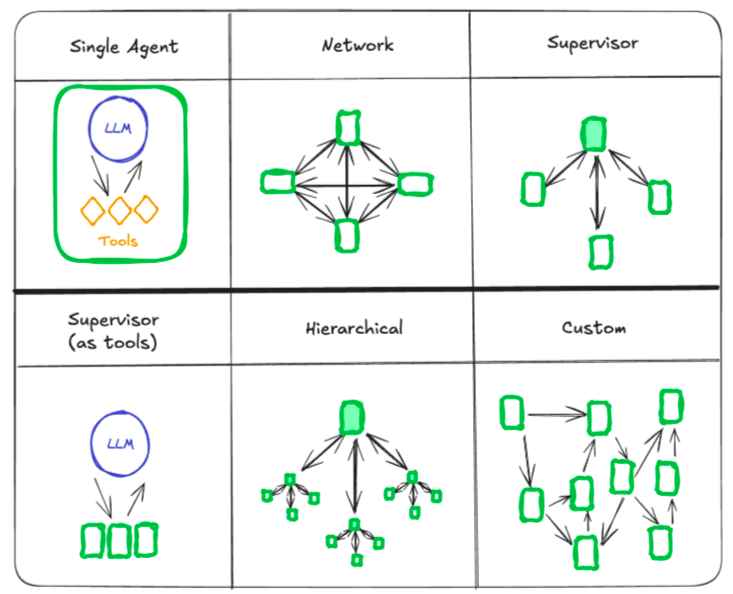 Single Agent
Network
Supervisor
LLM
Tools
Supervisor
(as tools)
Hierarchical
Custom
LLM